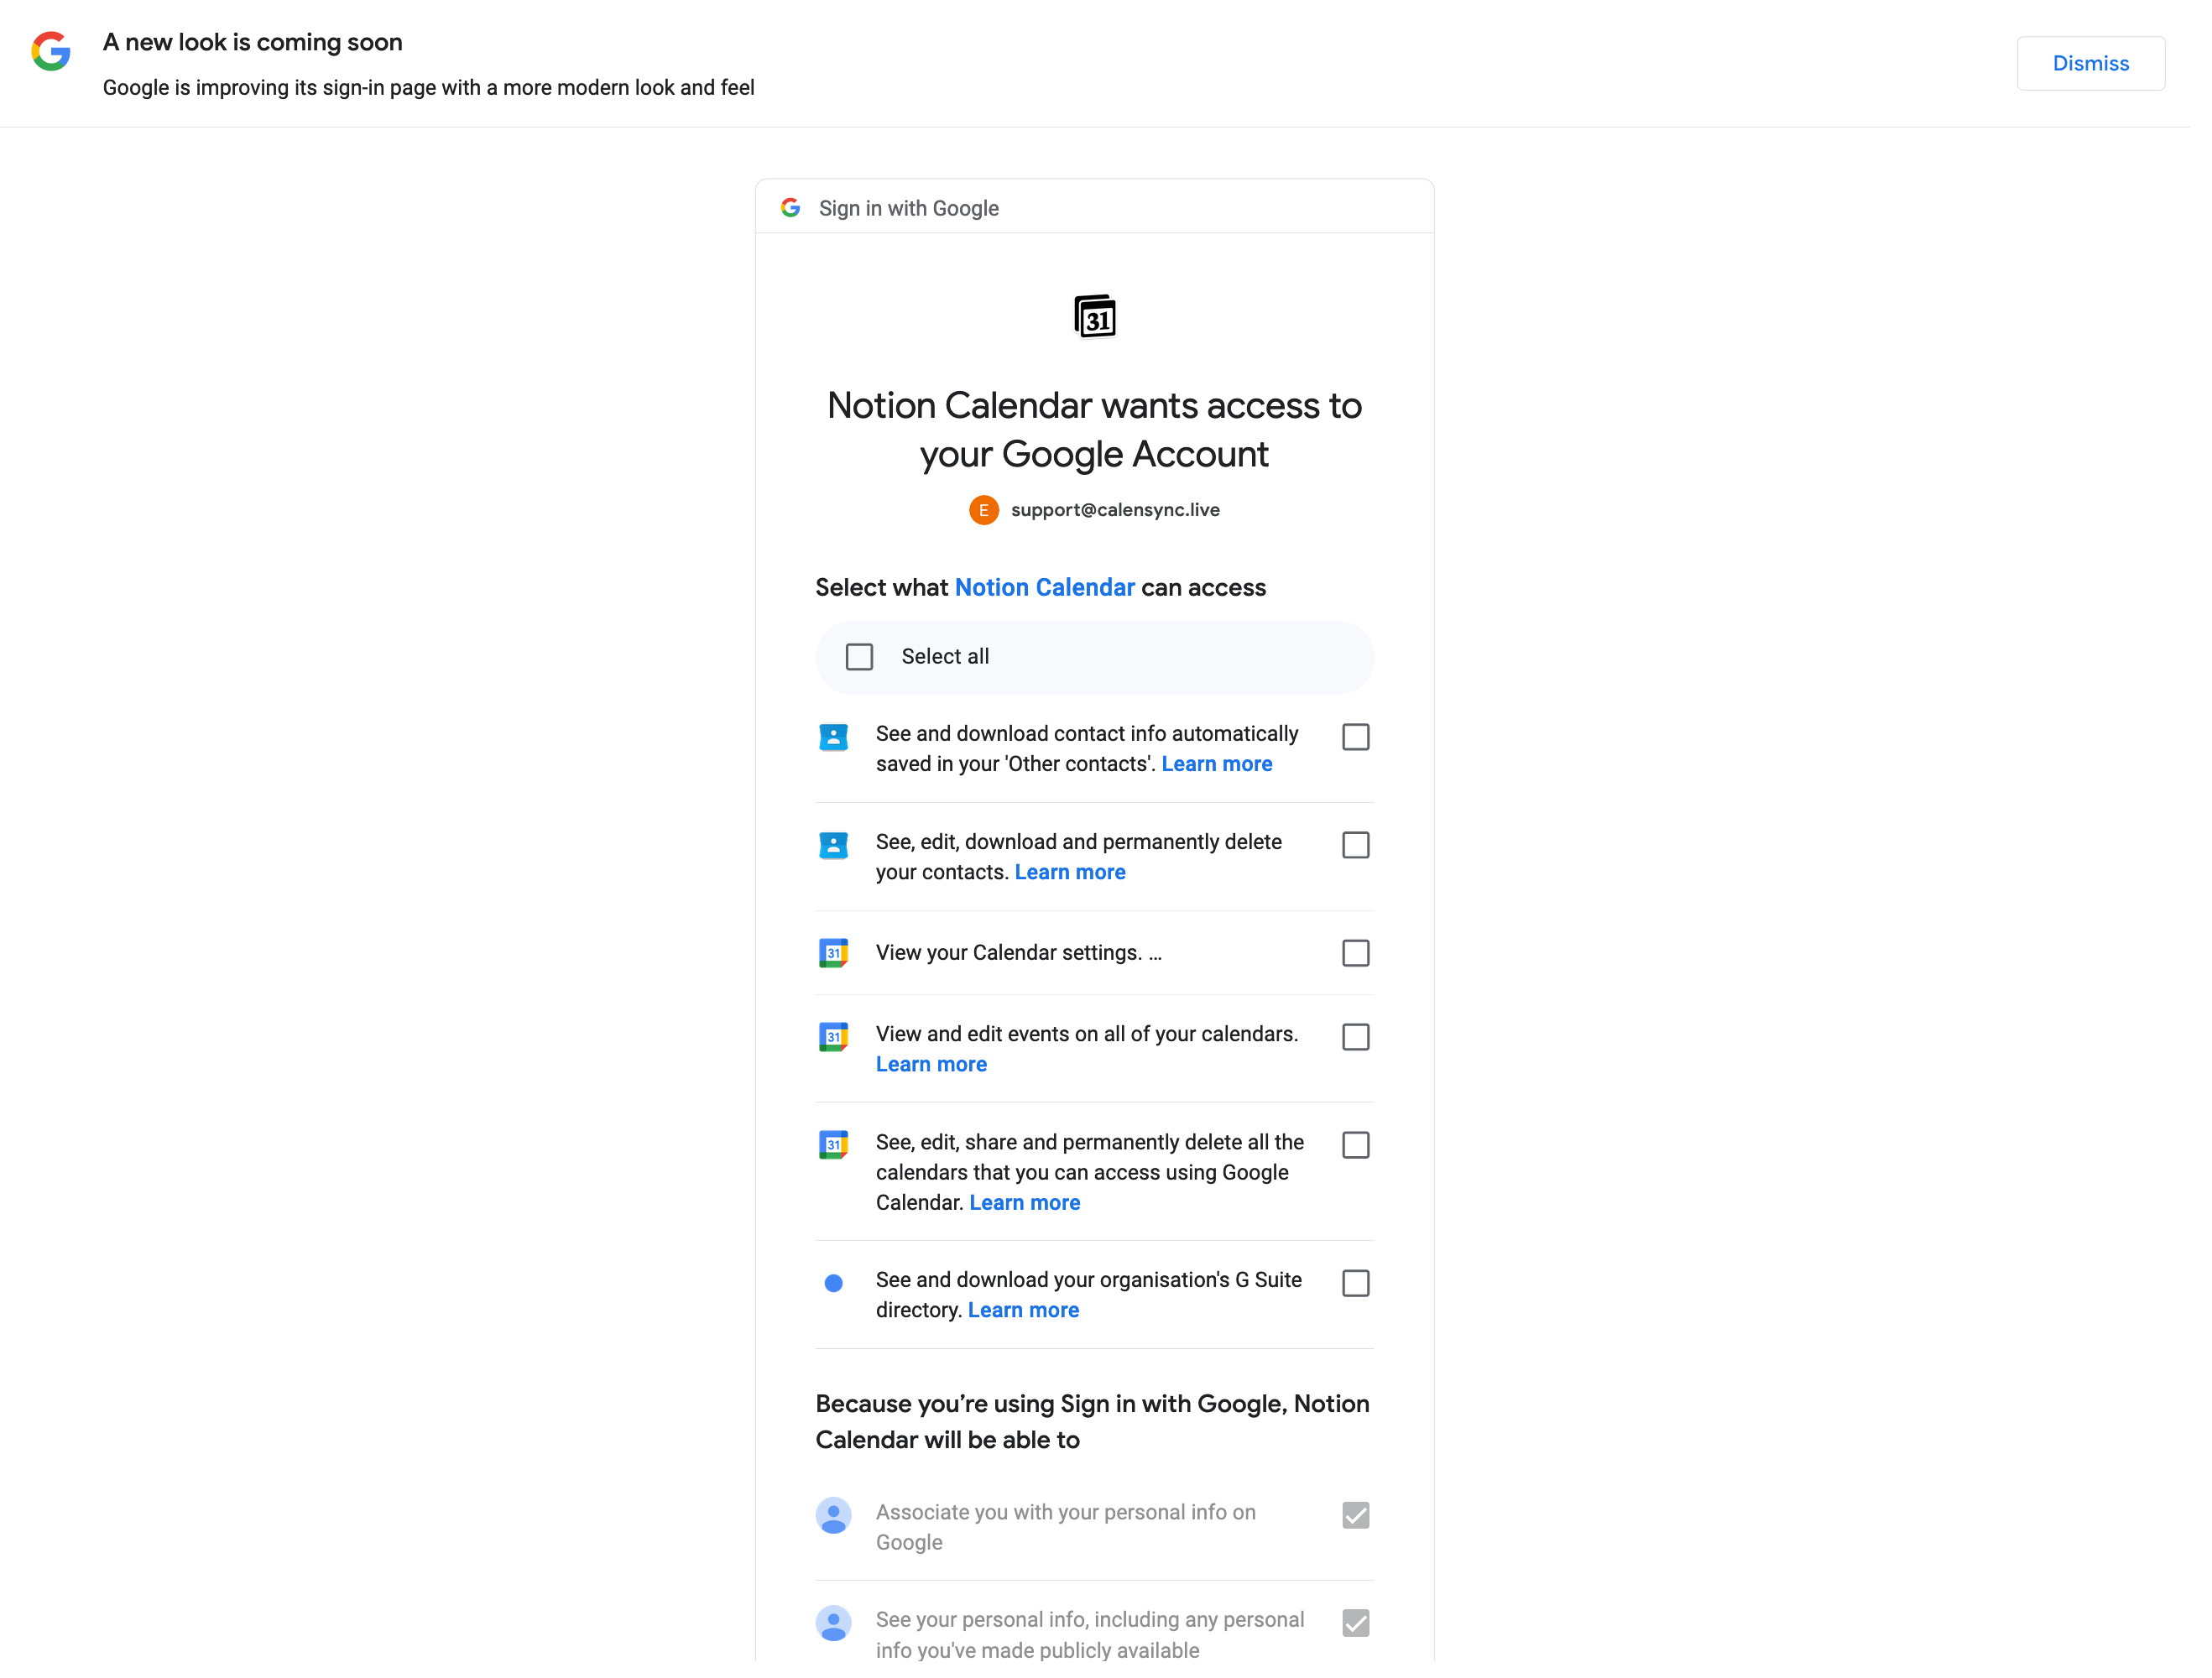 A new look is coming soon
Google is improving its sign-in page with a more modern look and feel
Dismiss
Sign in with Google
31
Notion Calendar wants access to
your Google Account
E support@calensync.live
Select what Notion Calendar can access
Select all
See and download contact info automatically
saved in your 'Other contacts'. Learn more
See, edit, download and permanently delete
your contacts. Learn more
31 View your Calendar settings. ...
31 View and edit events on all of your calendars.
Learn more
31 See, edit, share and permanently delete all the
calendars that you can access using Google
Calendar. Learn more
See and download your organisation's G Suite
directory. Learn more
Because you’re using Sign in with Google, Notion
Calendar will be able to
Associate you with your personal info on
Google
See your personal info, including any personal
info you've made publicly available